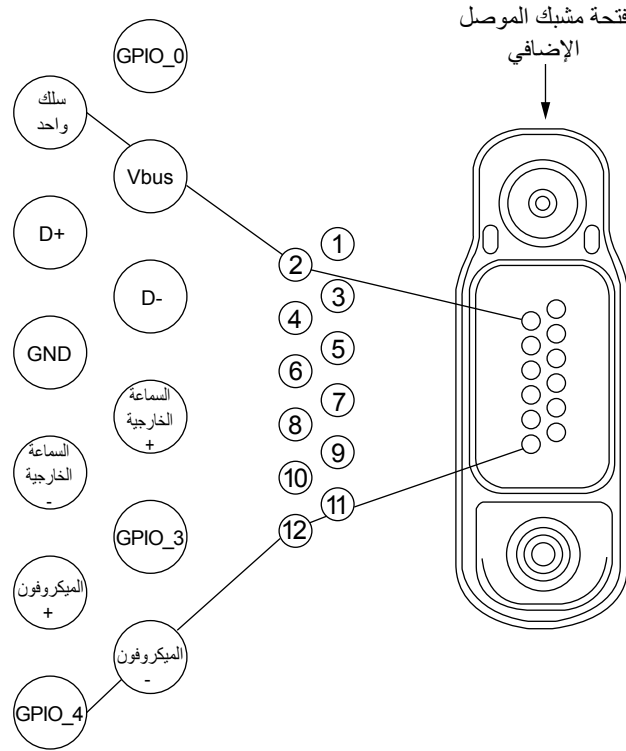 فتحة مشبك الموصل
الإضافي
GPIO_0
سلك
واحد
Vbus
D+
D-
GND
السماعة
الخارجية
+
السماعة
الخارجية
-
GPIO_3
الميكروفون
+
الميكروفون
-
GPIO_4
1
2
3
4
5
6
7
8
9
10
11
12